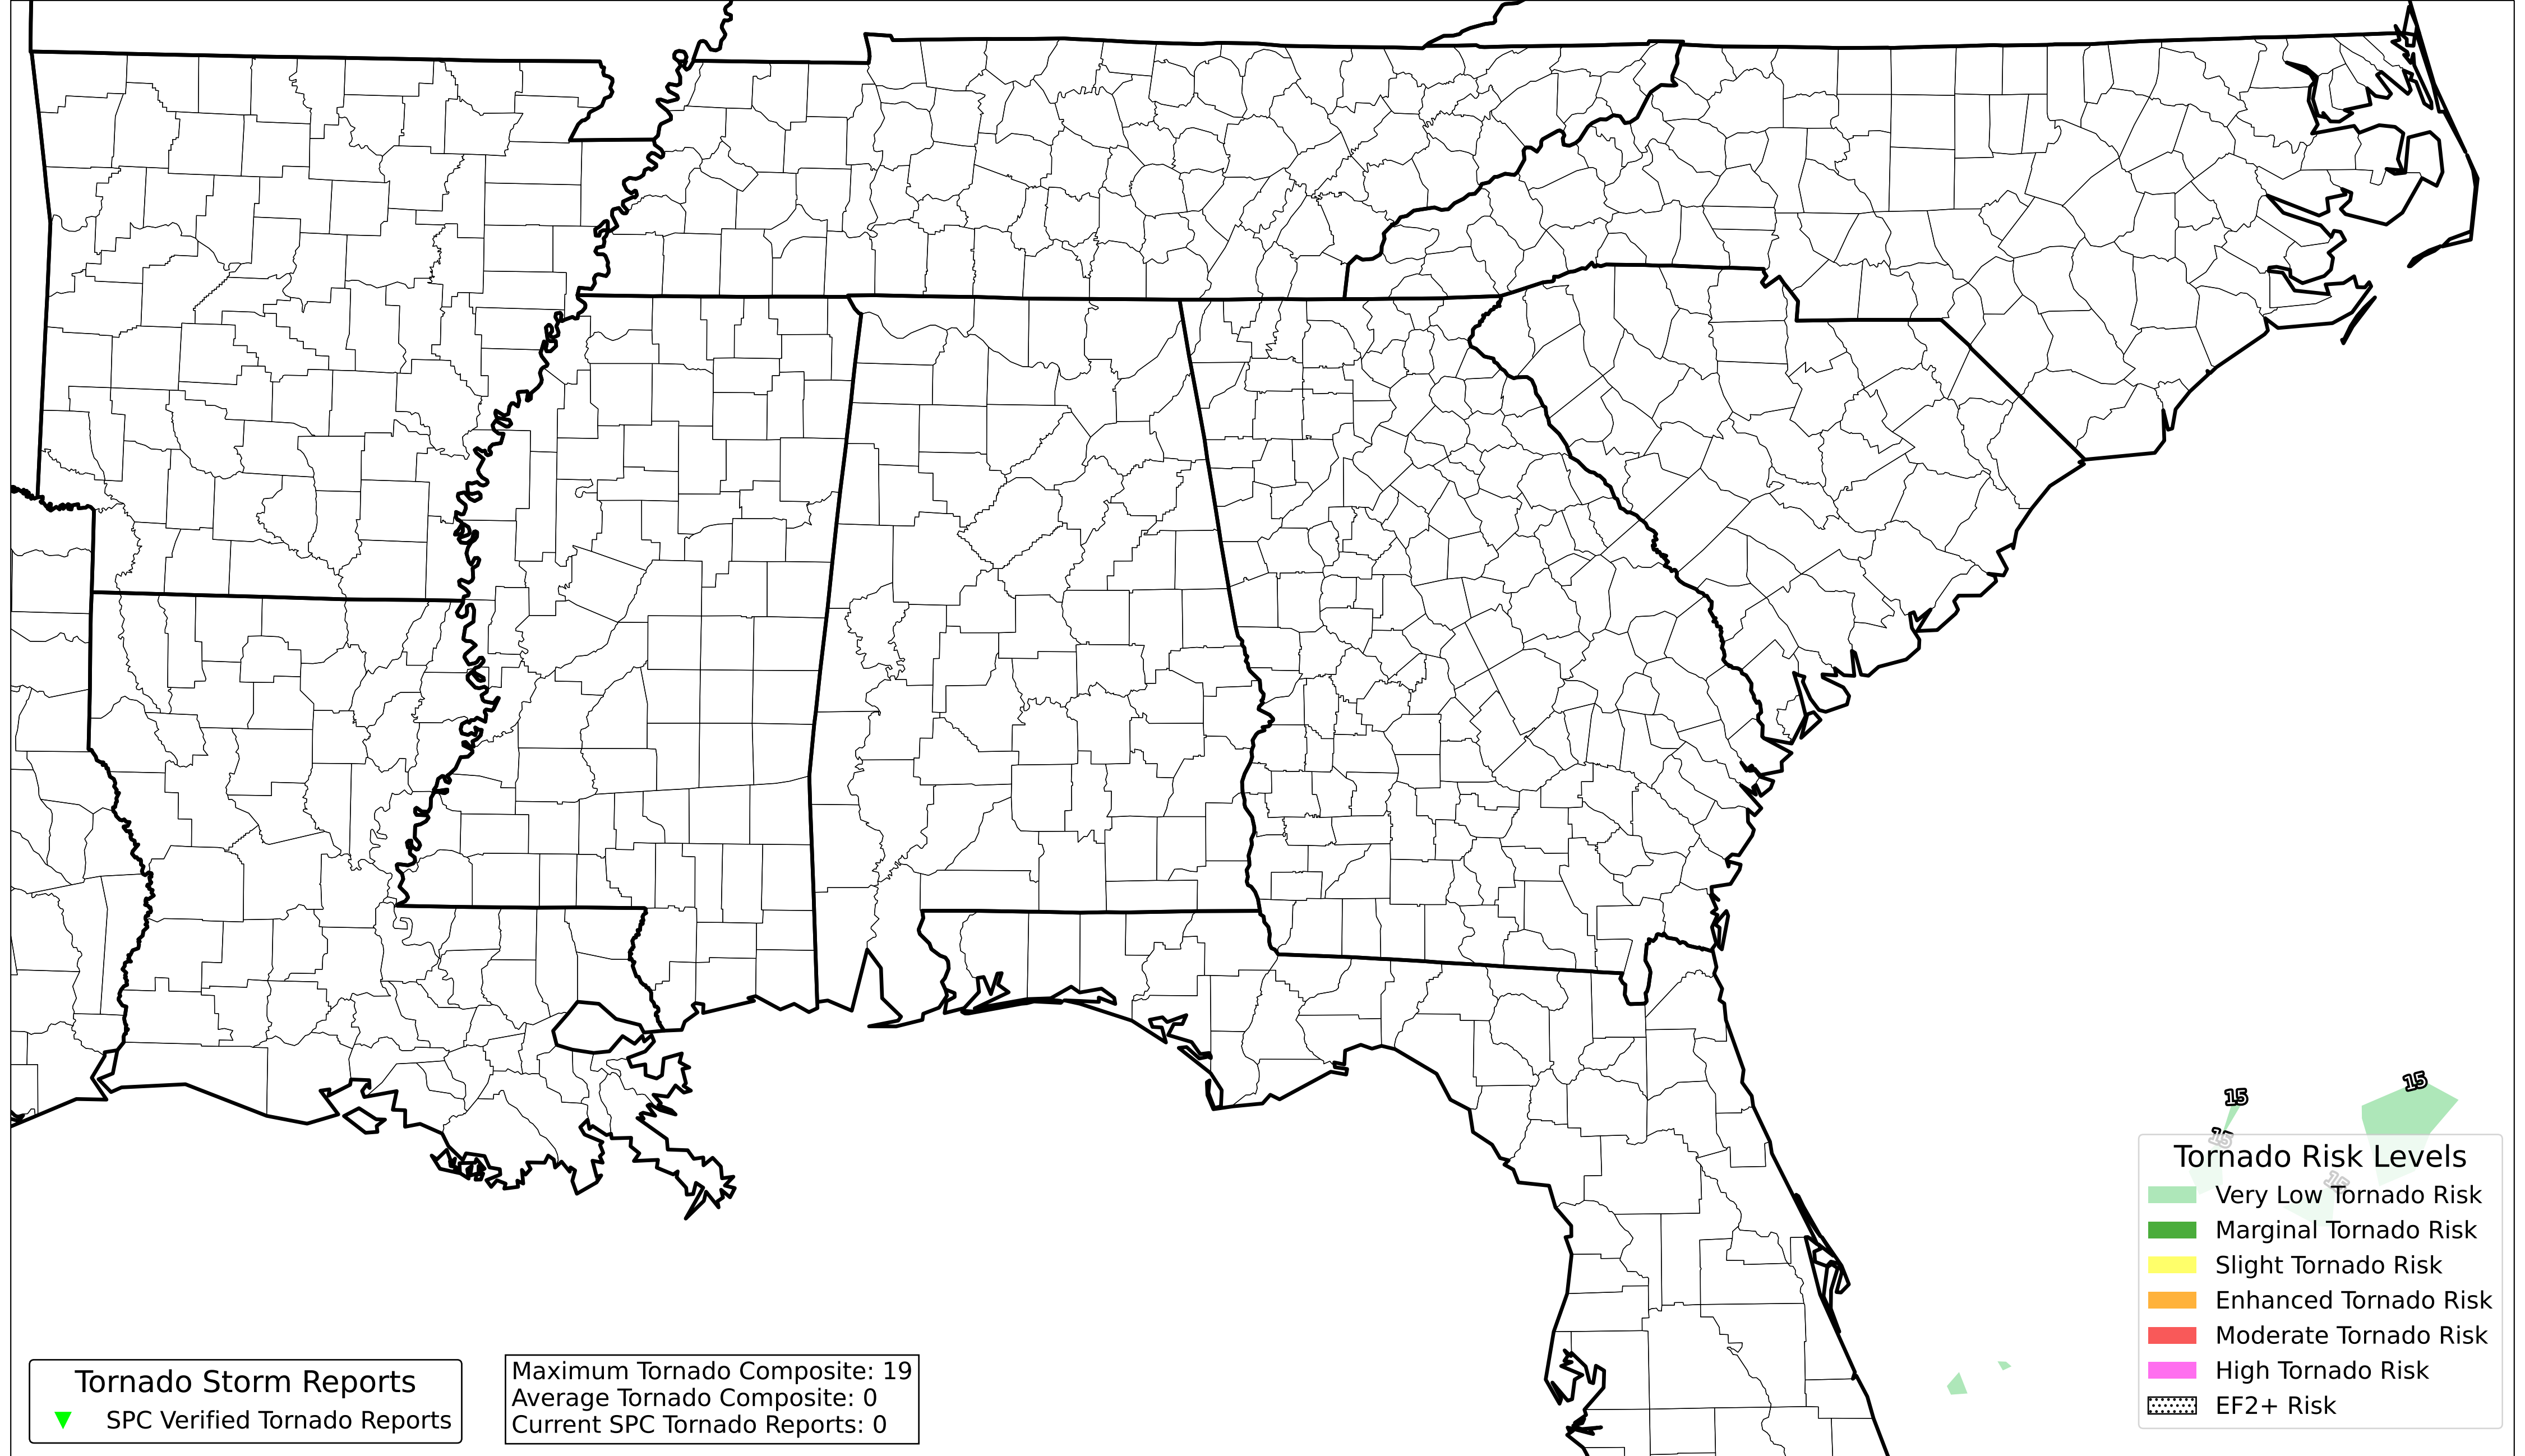 15
15
15
15
Tornado Risk Levels
Very Low Tornado Risk
Marginal Tornado Risk
Slight Tornado Risk
Enhanced Tornado Risk
Moderate Tornado Risk
High Tornado Risk
EF2+ Risk
Tornado Storm Reports
SPC Verified Tornado Reports
Maximum Tornado Composite: 19
Average Tornado Composite: 0
Current SPC Tornado Reports: 0